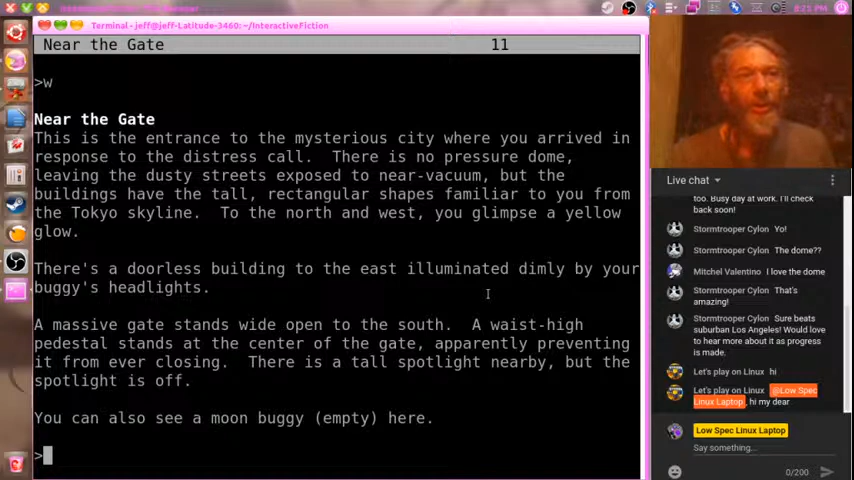 8:25 PM
Terminal - jeff@jeff-Latitude-3460:~/InteractiveFiction
Near the Gate 11
>w
Near the Gate
This is the entrance to the mysterious city where you arrived in
response to the distress call.  There is no pressure dome,
leaving the dusty streets exposed to near-vacuum, but the
buildings have the tall, rectangular shapes familiar to you from
the Tokyo skyline.  To the north and west, you glimpse a yellow
glow.
There's a doorless building to the east illuminated dimly by your
buggy's headlights.
A massive gate stands wide open to the south.  A waist-high
pedestal stands at the center of the gate, apparently preventing
it from ever closing.  There is a tall spotlight nearby, but the
spotlight is off.
You can also see a moon buggy (empty) here.
>
Live chat
too. Busy day at work. I'll check
back soon!
Stormtrooper Cylon Yo!
Stormtrooper Cylon The dome??
Mitchel Valentino I love the dome
Stormtrooper Cylon That's
amazing!
Stormtrooper Cylon Sure beats
suburban Los Angeles! Would love
to hear more about it as progress
is made.
Let's play on Linux hi
Let's play on Linux @Low Spec
Linux Laptop, hi my dear
Low Spec Linux Laptop
Say something...
0/200